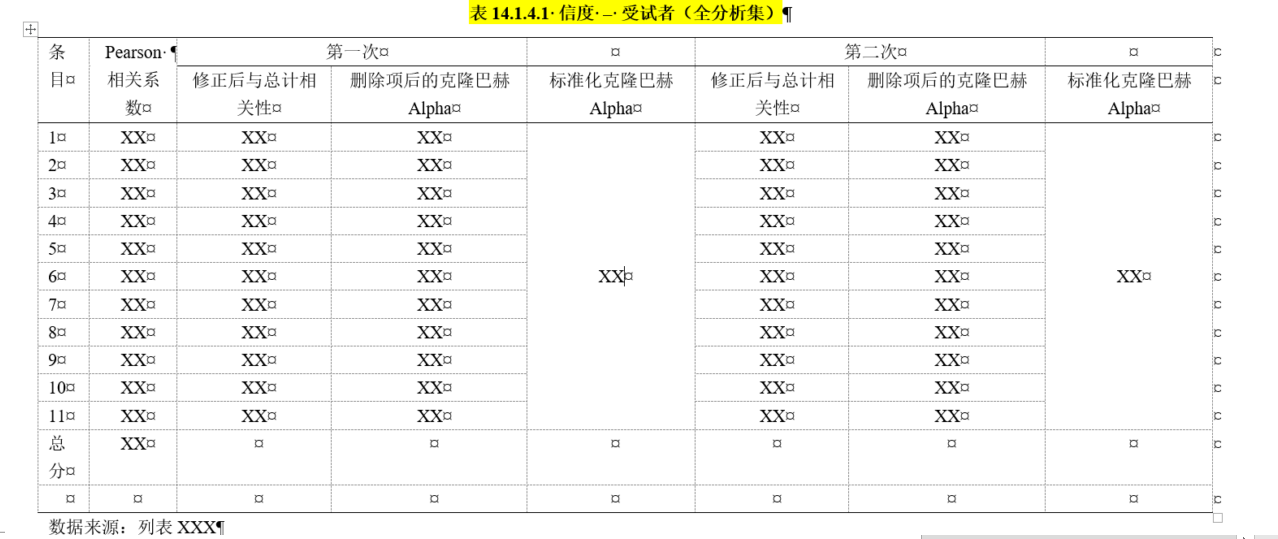 表 14.1.4.1· 信度· –· 受试者（全分析集）¶
条目¤ Pearson· ¶ 相关系数¤ 第一次¤ ¤ 第二次¤ ¤ ¤
修正后与总计相关性¤ 删除项后的克隆巴赫 Alpha¤ 标准化克隆巴赫 Alpha¤ 修正后与总计相关性¤ 删除项后的克隆巴赫 Alpha¤ 标准化克隆巴赫 Alpha¤ ¤
1¤ XX¤ XX¤ XX¤ XX¤ XX¤ ¤
2¤ XX¤ XX¤ XX¤ XX¤ XX¤ ¤
3¤ XX¤ XX¤ XX¤ XX¤ XX¤ ¤
4¤ XX¤ XX¤ XX¤ XX¤ XX¤ ¤
5¤ XX¤ XX¤ XX¤ XX¤ XX¤ ¤
6¤ XX¤ XX¤ XX¤ XX¤ XX¤ XX¤ XX¤ ¤
7¤ XX¤ XX¤ XX¤ XX¤ XX¤ ¤
8¤ XX¤ XX¤ XX¤ XX¤ XX¤ ¤
9¤ XX¤ XX¤ XX¤ XX¤ XX¤ ¤
10¤ XX¤ XX¤ XX¤ XX¤ XX¤ ¤
11¤ XX¤ XX¤ XX¤ XX¤ XX¤ ¤
总分¤ XX¤ ¤ ¤ ¤ ¤ ¤ ¤ ¤
¤ ¤ ¤ ¤ ¤ ¤ ¤ ¤ ¤
数据来源：列表 XXX¶